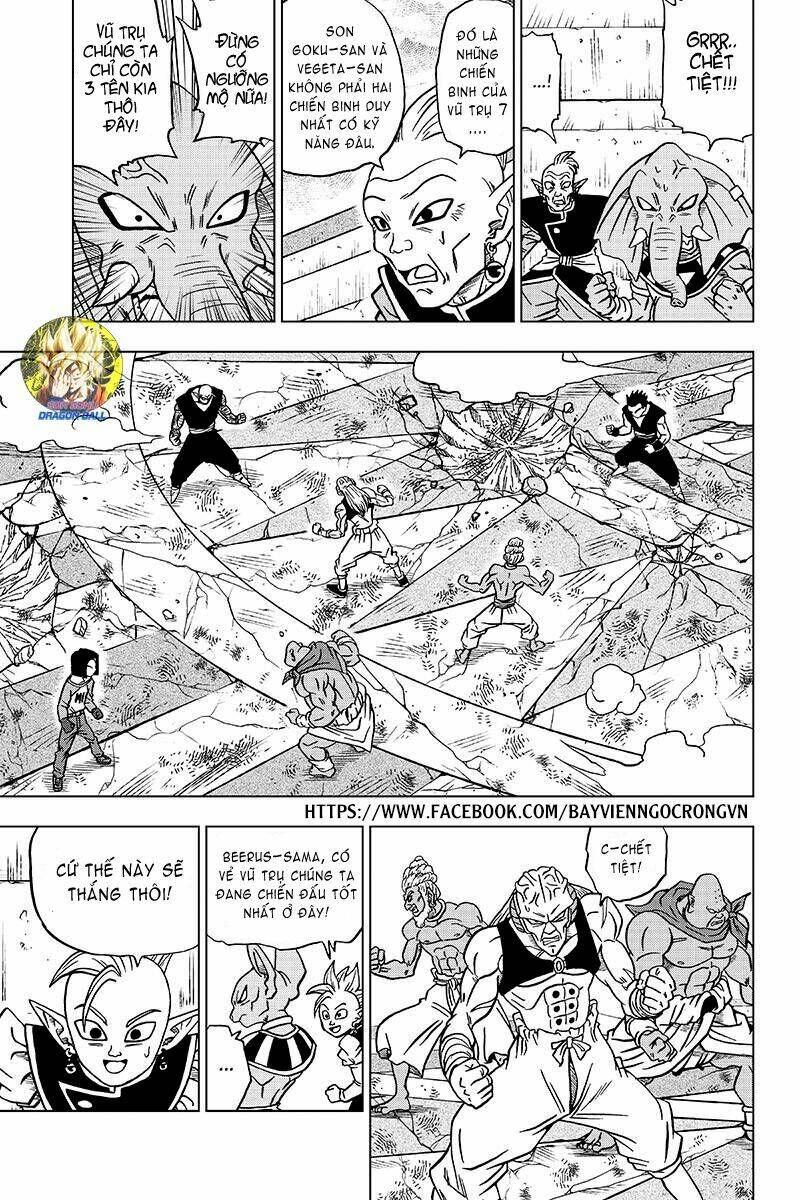 GRRR..
CHẾT
TIỆT!!!
...!
ĐÓ LÀ
NHỮNG
CHIẾN
BINH CỦA
VŨ TRỤ 7
....
SON
GOKU-SAN VÀ
VEGETA-SAN
KHÔNG PHẢI HAI
CHIẾN BINH DUY
NHẤT CÓ KỸ
NĂNG ĐÂU.
ĐỪNG
CÓ
NGƯỠNG
MỘ NỮA!
VŨ TRỤ
CHÚNG TA
CHỈ CÒN
3 TÊN KIA
THÔI
ĐÂY!
DRAGON BALL
HTTPS://WWW.FACEBOOK.COM/BAYVIENNGOCRONGVN
C-CHẾT
TIỆT!
BEERUS-SAMA, CÓ
VẺ VŨ TRỤ CHÚNG TA
ĐANG CHIẾN ĐẤU TỐT
NHẤT Ở ĐÂY!
...
CỨ THẾ NÀY SẼ
THẮNG THÔI!